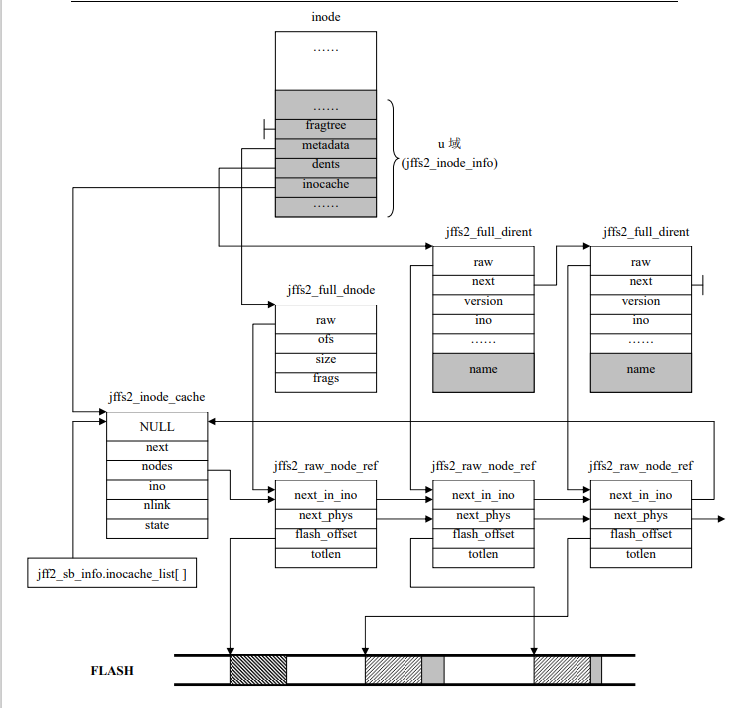 inode
……
……
fragtree
metadata
dents
inocache
……
u 域
(jffs2_inode_info)
jffs2_full_dirent
raw
next
version
ino
……
name
jffs2_full_dirent
raw
next
version
ino
……
name
jffs2_full_dnode
raw
ofs
size
frags
jffs2_inode_cache
NULL
next
nodes
ino
nlink
state
jff2_sb_info.inocache_list[ ]
jffs2_raw_node_ref
next_in_ino
next_phys
flash_offset
totlen
jffs2_raw_node_ref
next_in_ino
next_phys
flash_offset
totlen
jffs2_raw_node_ref
next_in_ino
next_phys
flash_offset
totlen
FLASH